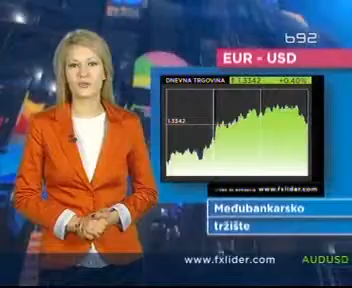 b92
EUR - USD
DNEVNA TRGOVINA E 1.3342 +0.40%
1.3342
www.fxlider.com
Međubankarsko
tržište
www.fxlider.com AUDUSD